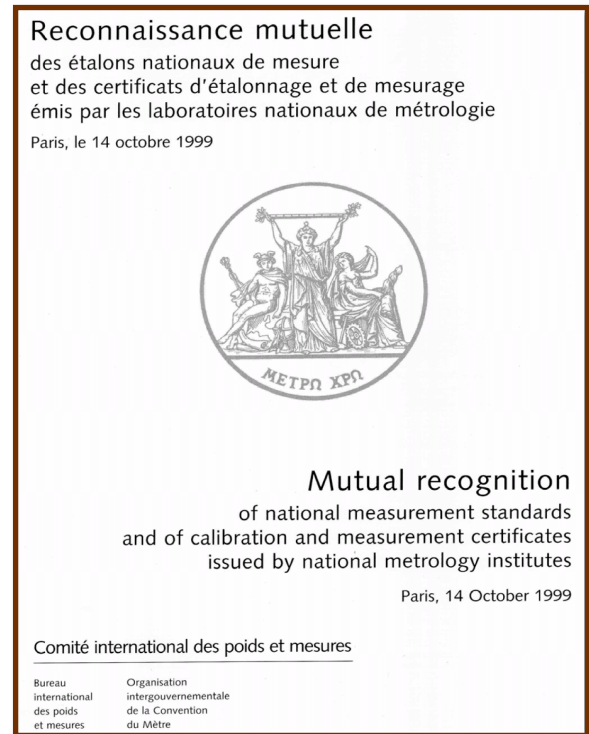 Reconnaissance mutuelle
des étalons nationaux de mesure
et des certificats d'étalonnage et de mesurage
émis par les laboratoires nationaux de métrologie
Paris, le 14 octobre 1999
ΜΕΤΡΩ ΧΡΩ
Mutual recognition
of national measurement standards
and of calibration and measurement certificates
issued by national metrology institutes
Paris, 14 October 1999
Comité international des poids et mesures
Bureau
international
des poids
et mesures
Organisation
intergouvernementale
de la Convention
du Mètre